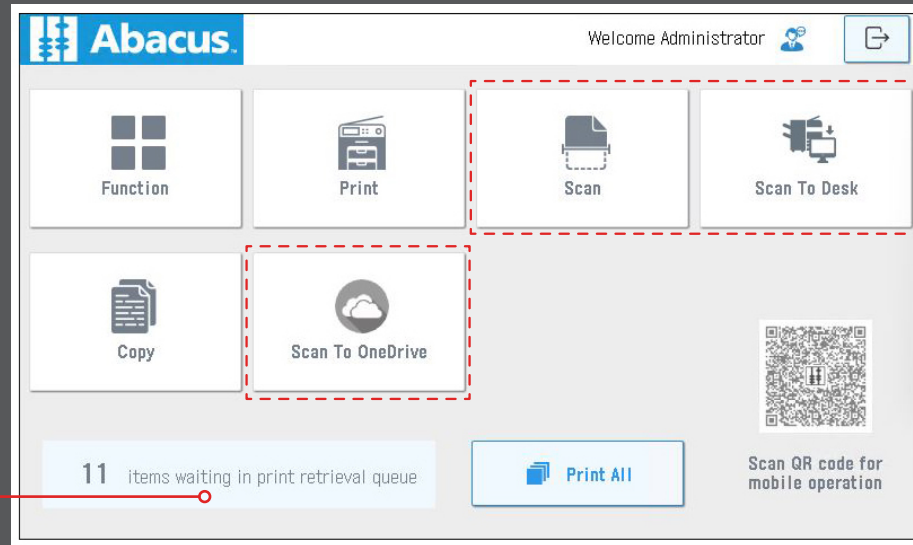 Abacus
Welcome Administrator
Function
Print
Scan
Scan To Desk
Copy
Scan To OneDrive
11 items waiting in print retrieval queue
Print All
Scan QR code for
mobile operation